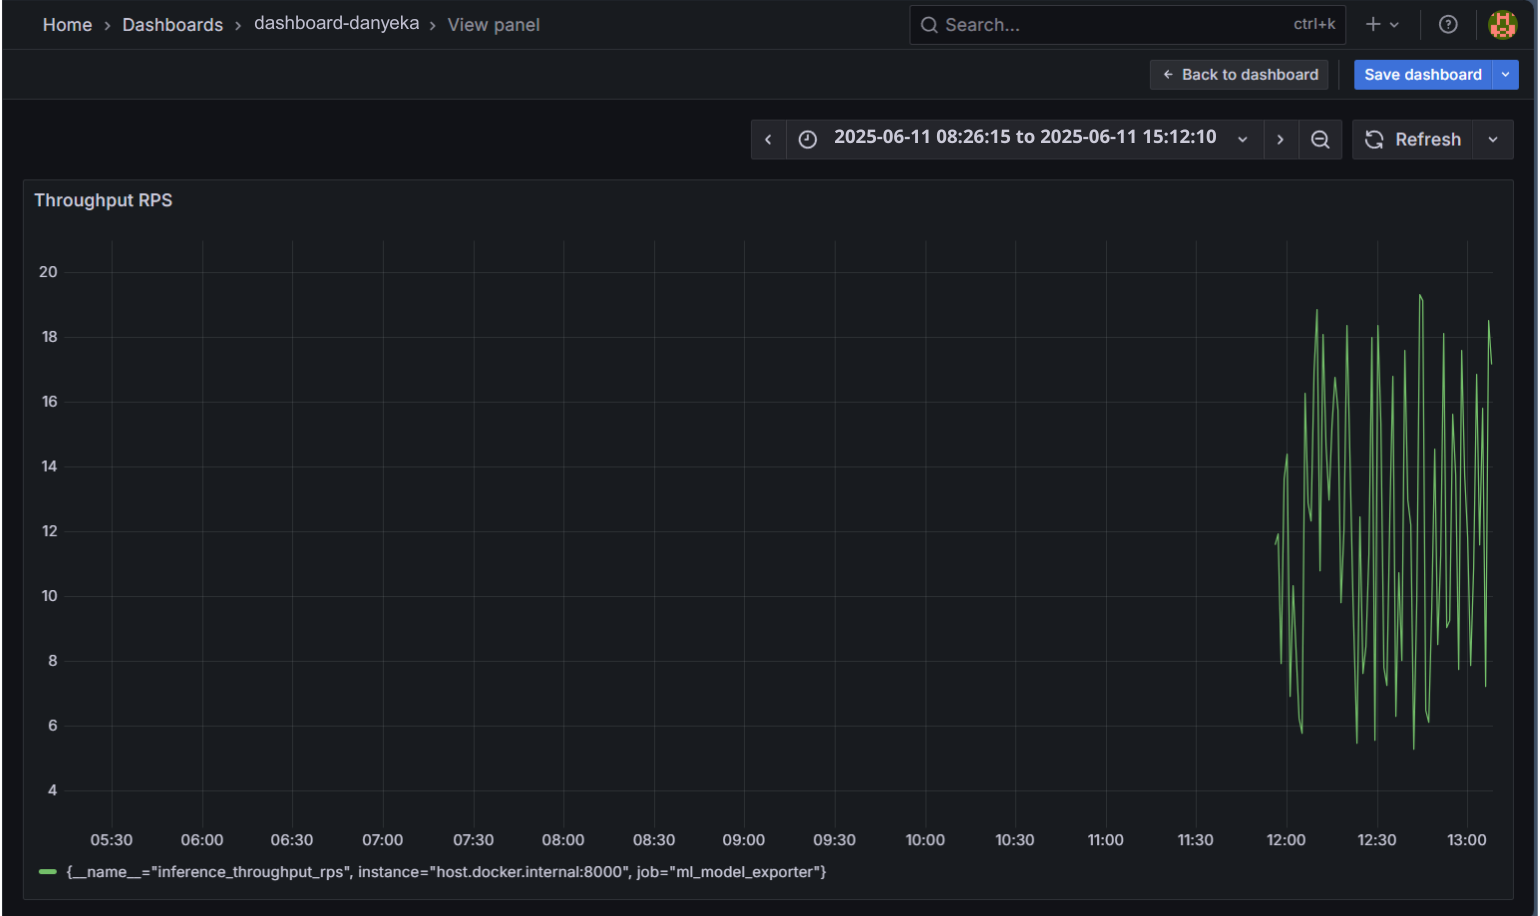 Home > Dashboards > dashboard-danyeka > View panel
Search... ctrl+k
← Back to dashboard
Save dashboard
2025-06-11 08:26:15 to 2025-06-11 15:12:10
Refresh
Throughput RPS
20
18
16
14
12
10
8
6
4
05:30 06:00 06:30 07:00 07:30 08:00 08:30 09:00 09:30 10:00 10:30 11:00 11:30 12:00 12:30 13:00
{__name__="inference_throughput_rps", instance="host.docker.internal:8000", job="ml_model_exporter"}